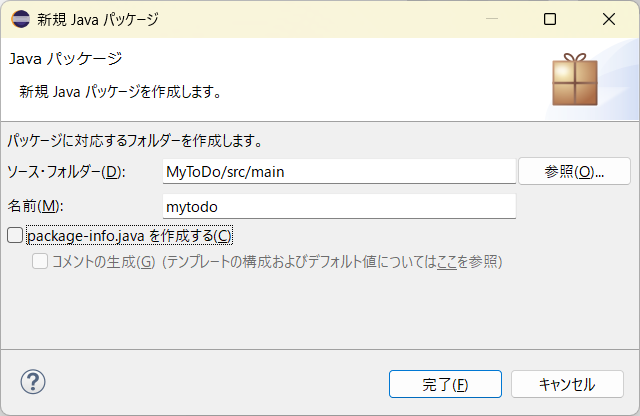 新規 Java パッケージ
Java パッケージ
新規 Java パッケージを作成します。
パッケージに対応するフォルダーを作成します。
ソース・フォルダー(D): MyToDo/src/main 参照(O)...
名前(M): mytodo
package-info.java を作成する(C)
コメントの生成(G) (テンプレートの構成およびデフォルト値についてはここを参照)
? 完了(F) キャンセル